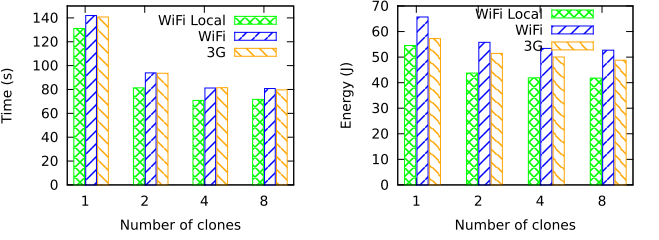 140
120
100
80
60
40
20
0
Time (s)
WiFi Local
WiFi
3G
1 2 4 8
Number of clones
70
60
50
40
30
20
10
0
Energy (J)
WiFi Local
WiFi
3G
1 2 4 8
Number of clones